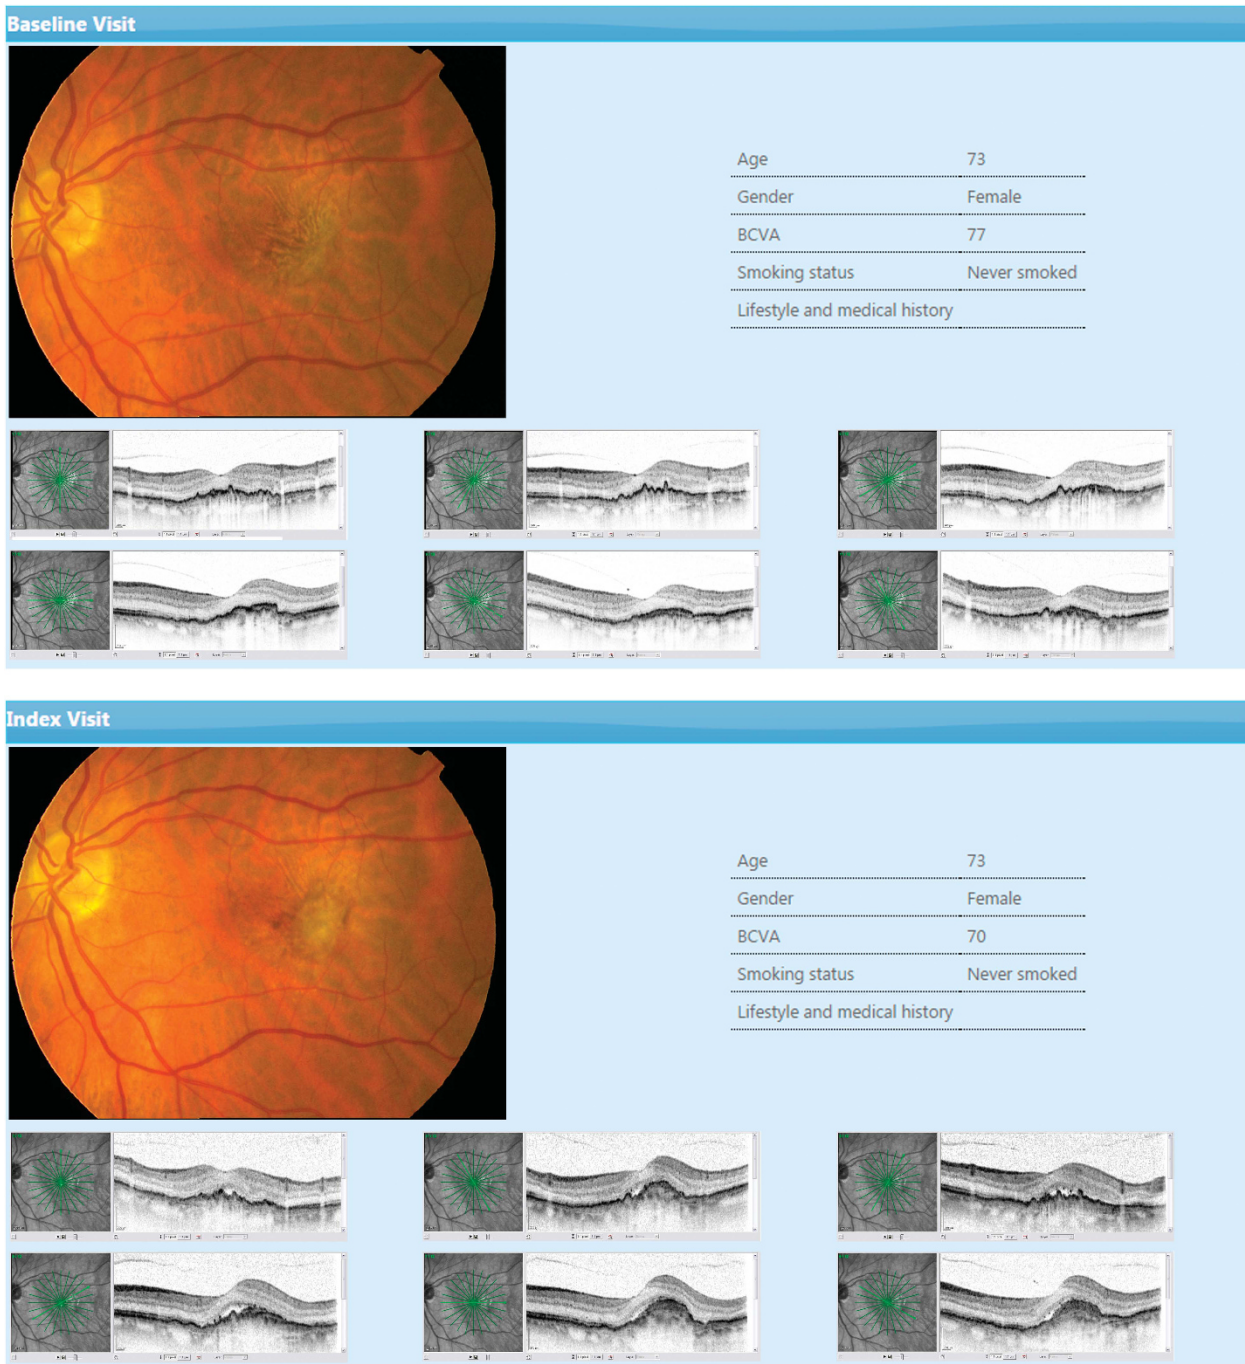 Baseline Visit
Age 73
Gender Female
BCVA 77
Smoking status Never smoked
Lifestyle and medical history
Index Visit
Age 73
Gender Female
BCVA 70
Smoking status Never smoked
Lifestyle and medical history